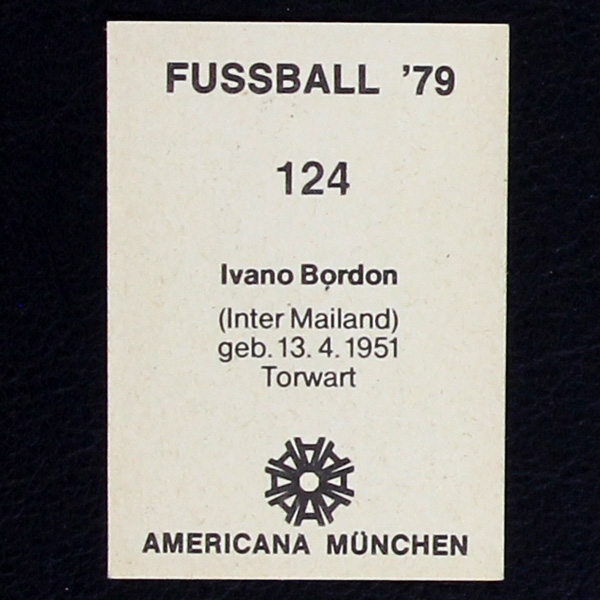 FUSSBALL '79
124
Ivano Bordon
(Inter Mailand)
geb. 13. 4. 1951
Torwart
AMERICANA MÜNCHEN